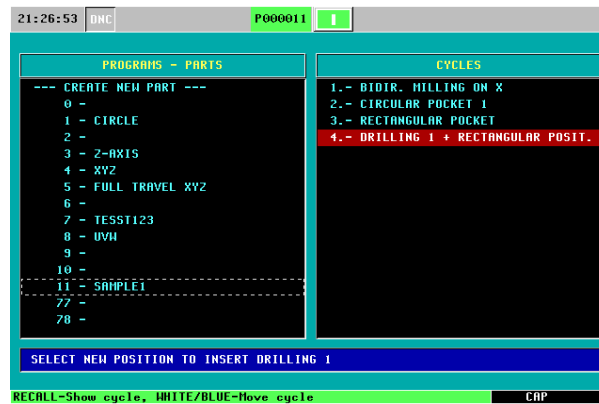 21:26:53 DNC P000011
PROGRAMS - PARTS
--- CREATE NEW PART ---
0 -
1 - CIRCLE
2 -
3 - Z-AXIS
4 - XYZ
5 - FULL TRAVEL XYZ
6 -
7 - TESST123
8 - UVW
9 -
10 -
11 - SAMPLE1
77 -
78 -
CYCLES
1.- BIDIR. MILLING ON X
2.- CIRCULAR POCKET 1
3.- RECTANGULAR POCKET
4.- DRILLING 1 + RECTANGULAR POSIT.
SELECT NEW POSITION TO INSERT DRILLING 1
RECALL-Show cycle, WHITE/BLUE-Move cycle
CAP